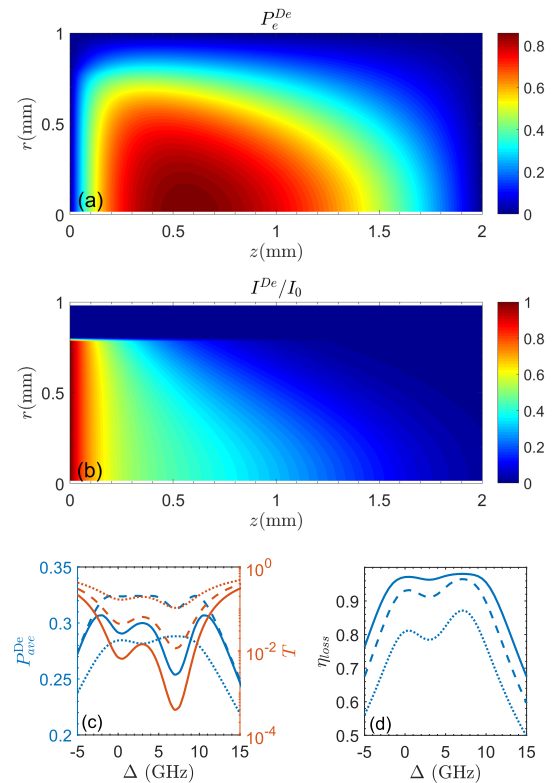 P_e^{De}
1
0.5
0
r(mm)
(a)
0 0.5 1 1.5 2
z(mm)
0.8
0.6
0.4
0.2
0
I^{De}/I_0
1
0.5
0
r(mm)
(b)
0 0.5 1 1.5 2
z(mm)
1
0.8
0.6
0.4
0.2
0
0.35
0.3
0.25
0.2
P_{ave}^{De}
(c)
10^0
10^{-2}
10^{-4}
T
-5 0 5 10 15
Δ (GHz)
0.9
0.8
0.7
0.6
0.5
η_{loss}
(d)
-5 0 5 10 15
Δ (GHz)